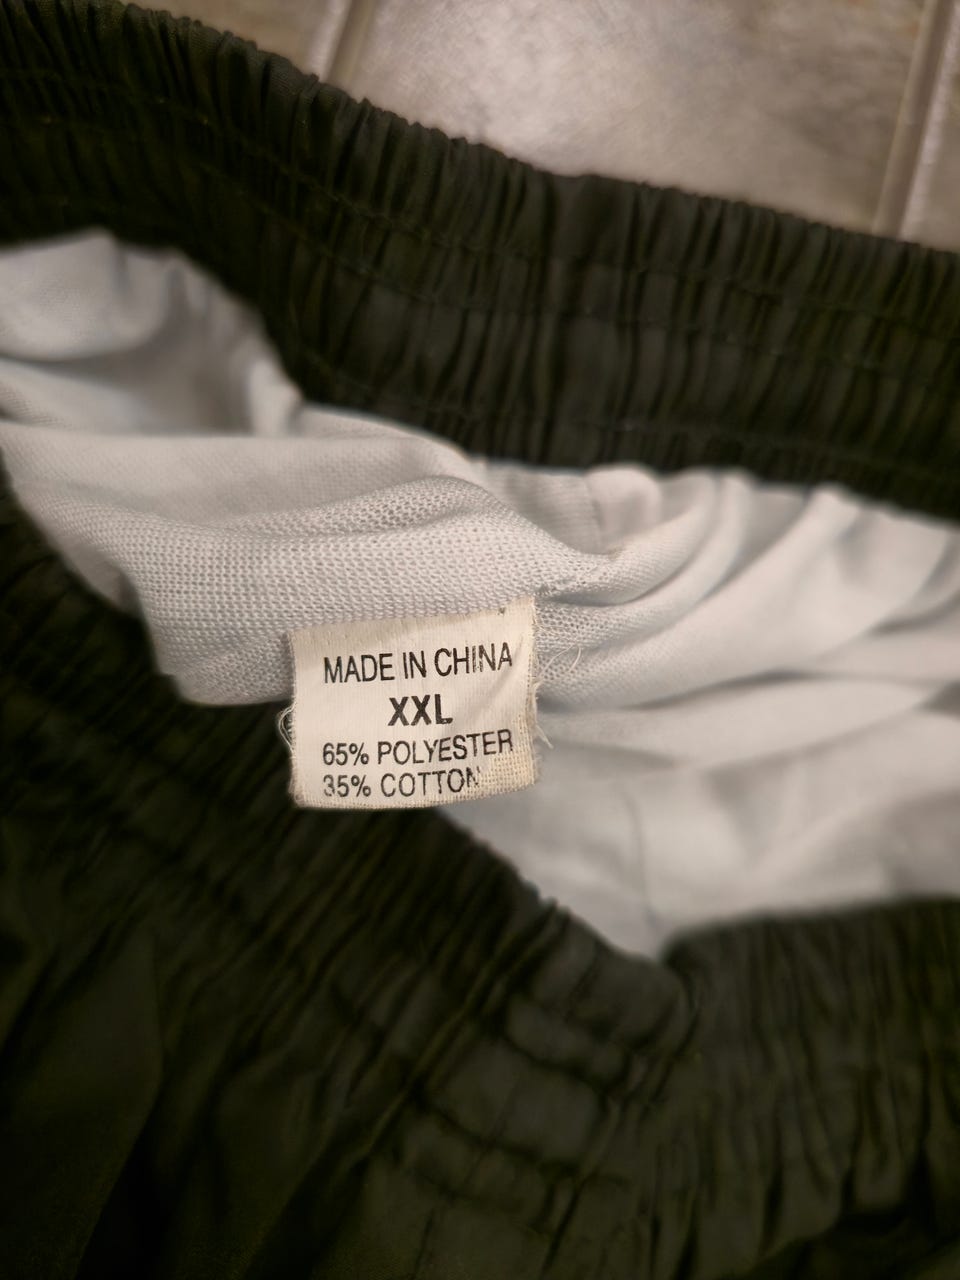 MADE IN CHINA
XXL
65% POLYESTER
35% COTTON